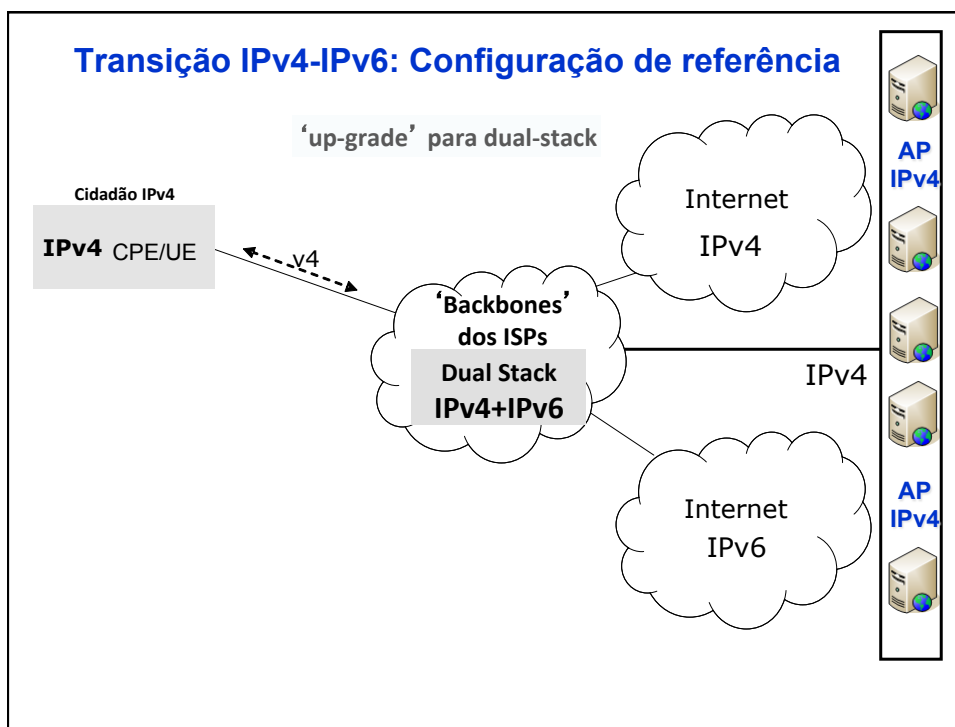 Transição IPv4-IPv6: Configuração de referência
‘up-grade’ para dual-stack
Cidadão IPv4
IPv4 CPE/UE
v4
‘Backbones’
dos ISPs
Dual Stack
IPv4+IPv6
Internet
IPv4
IPv4
Internet
IPv6
AP
IPv4
AP
IPv4